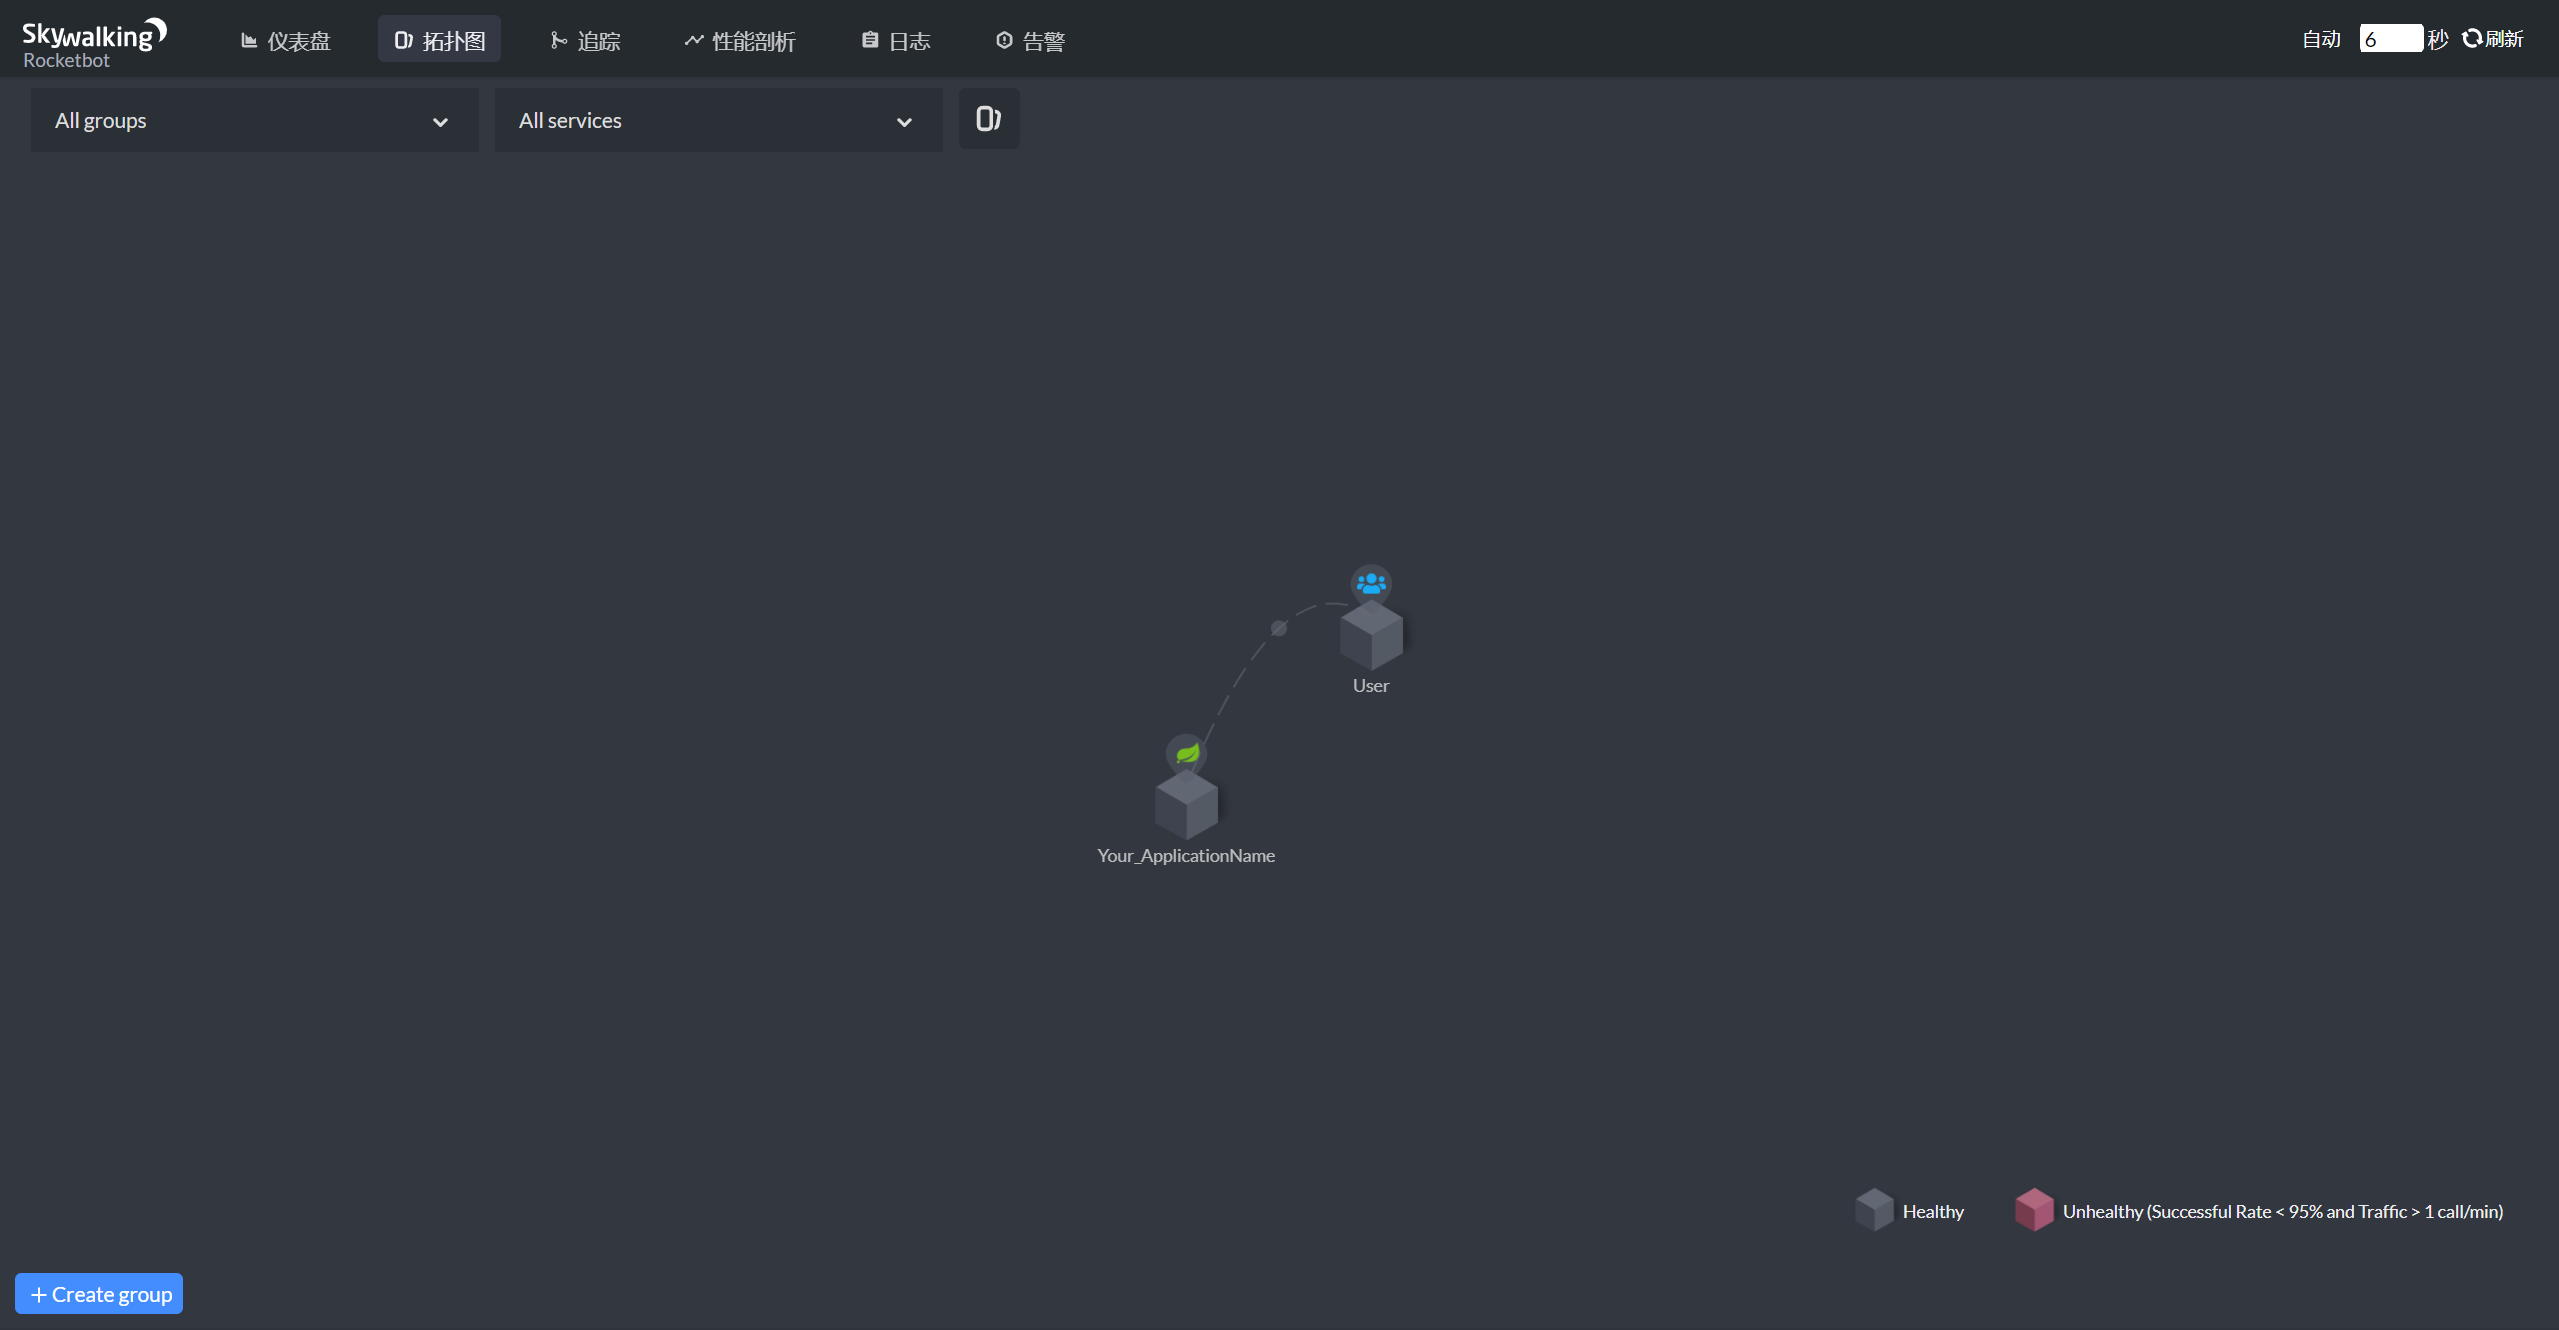 Skywalking
Rocketbot
仪表盘
拓扑图
追踪
性能剖析
日志
告警
自动 6 秒 刷新
All groups
All services
User
Your_ApplicationName
Healthy
Unhealthy (Successful Rate < 95% and Traffic > 1 call/min)
+ Create group